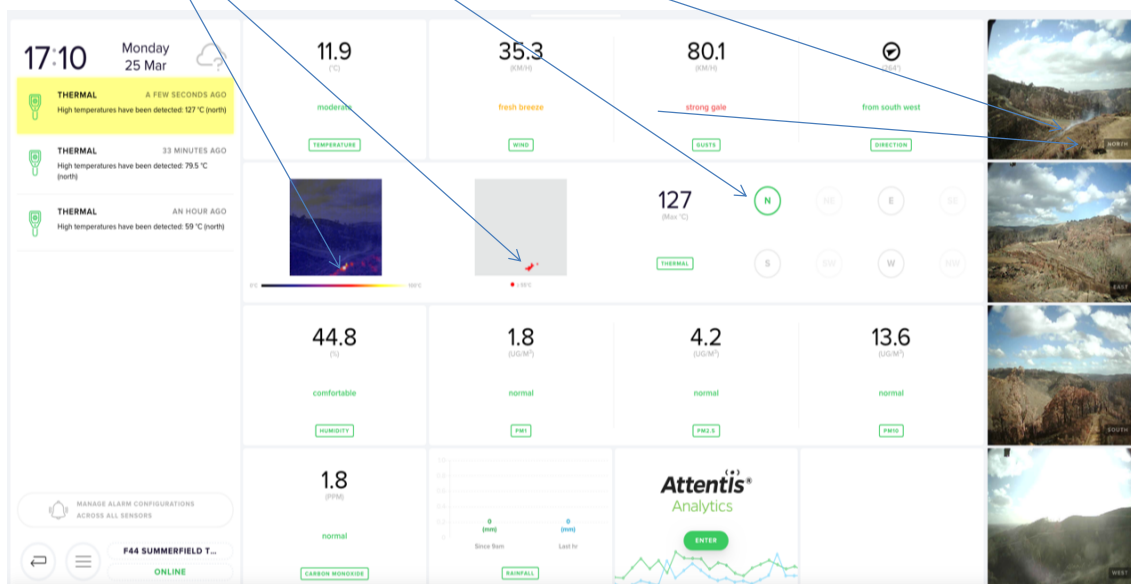 17:10
Monday
25 Mar
THERMAL A FEW SECONDS AGO
High temperatures have been detected: 127 °C (north)
THERMAL 33 MINUTES AGO
High temperatures have been detected: 79.5 °C
(north)
THERMAL AN HOUR AGO
High temperatures have been detected: 59 °C (north)
MANAGE ALARM CONFIGURATIONS
ACROSS ALL SENSORS
F44 SUMMERFIELD T...
ONLINE
11.9
(°C)
moderate
TEMPERATURE
35.3
(KM/H)
fresh breeze
WIND
80.1
(KM/H)
strong gale
GUSTS
(264°)
from south west
DIRECTION
0°C
127
(Max °C)
THERMAL
N NE E SE
S SW W NW
44.8
(%)
comfortable
HUMIDITY
1.8
(UG/M³)
normal
PM1
4.2
(UG/M³)
normal
PM2.5
13.6
(UG/M³)
normal
PM10
1.8
(PPM)
normal
CARBON MONOXIDE
0
(mm)
Since 9am
0
(mm)
Last hr
RAINFALL
Attentis®
Analytics
ENTER
NORTH
EAST
SOUTH
WEST